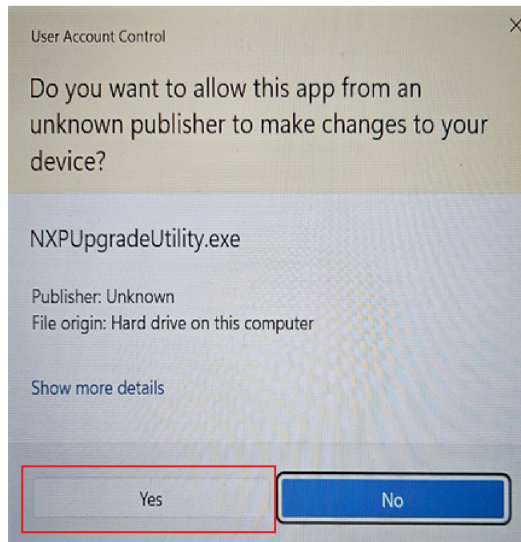 User Account Control
Do you want to allow this app from an
unknown publisher to make changes to your
device?
NXPUpgradeUtility.exe
Publisher: Unknown
File origin: Hard drive on this computer
Show more details
Yes
No